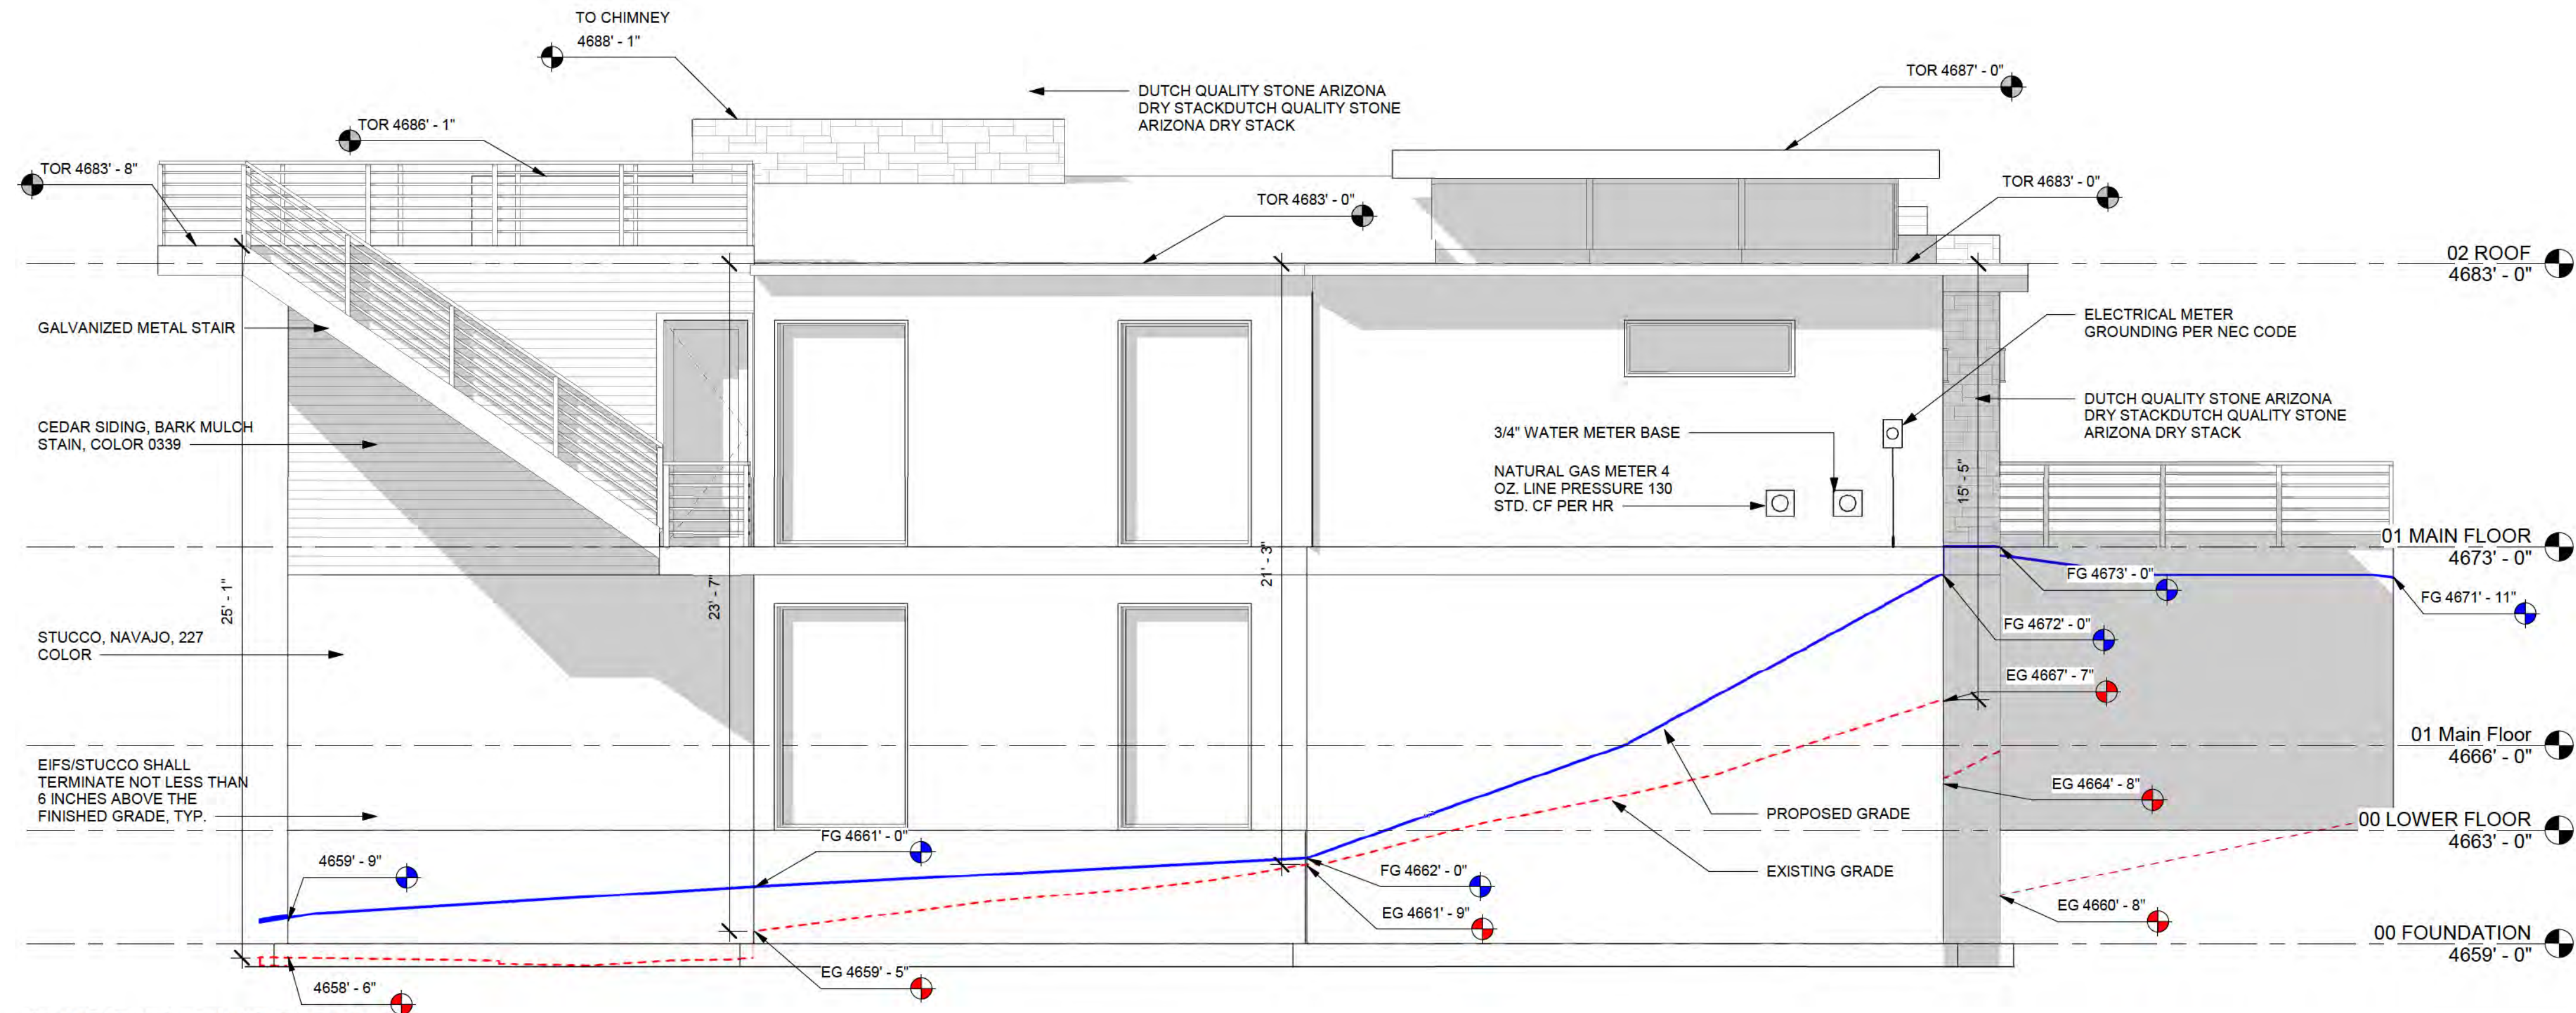 TO CHIMNEY
4688' - 1"
DUTCH QUALITY STONE ARIZONA
DRY STACKDUTCH QUALITY STONE
ARIZONA DRY STACK
TOR 4687' - 0"
TOR 4686' - 1"
TOR 4683' - 8"
TOR 4683' - 0"
TOR 4683' - 0"
02 ROOF
4683' - 0"
GALVANIZED METAL STAIR
ELECTRICAL METER
GROUNDING PER NEC CODE
CEDAR SIDING, BARK MULCH
STAIN, COLOR 0339
3/4" WATER METER BASE
DUTCH QUALITY STONE ARIZONA
DRY STACKDUTCH QUALITY STONE
ARIZONA DRY STACK
NATURAL GAS METER 4
OZ. LINE PRESSURE 130
STD. CF PER HR
15' - 5"
01 MAIN FLOOR
4673' - 0"
25' - 1"
23' - 7"
21' - 3"
FG 4673' - 0"
FG 4671' - 11"
FG 4672' - 0"
STUCCO, NAVAJO, 227
COLOR
EG 4667' - 7"
01 Main Floor
4666' - 0"
EIFS/STUCCO SHALL
TERMINATE NOT LESS THAN
6 INCHES ABOVE THE
FINISHED GRADE, TYP.
EG 4664' - 8"
PROPOSED GRADE
00 LOWER FLOOR
4663' - 0"
FG 4661' - 0"
4659' - 9"
FG 4662' - 0"
EXISTING GRADE
EG 4661' - 9"
EG 4660' - 8"
00 FOUNDATION
4659' - 0"
EG 4659' - 5"
4658' - 6"